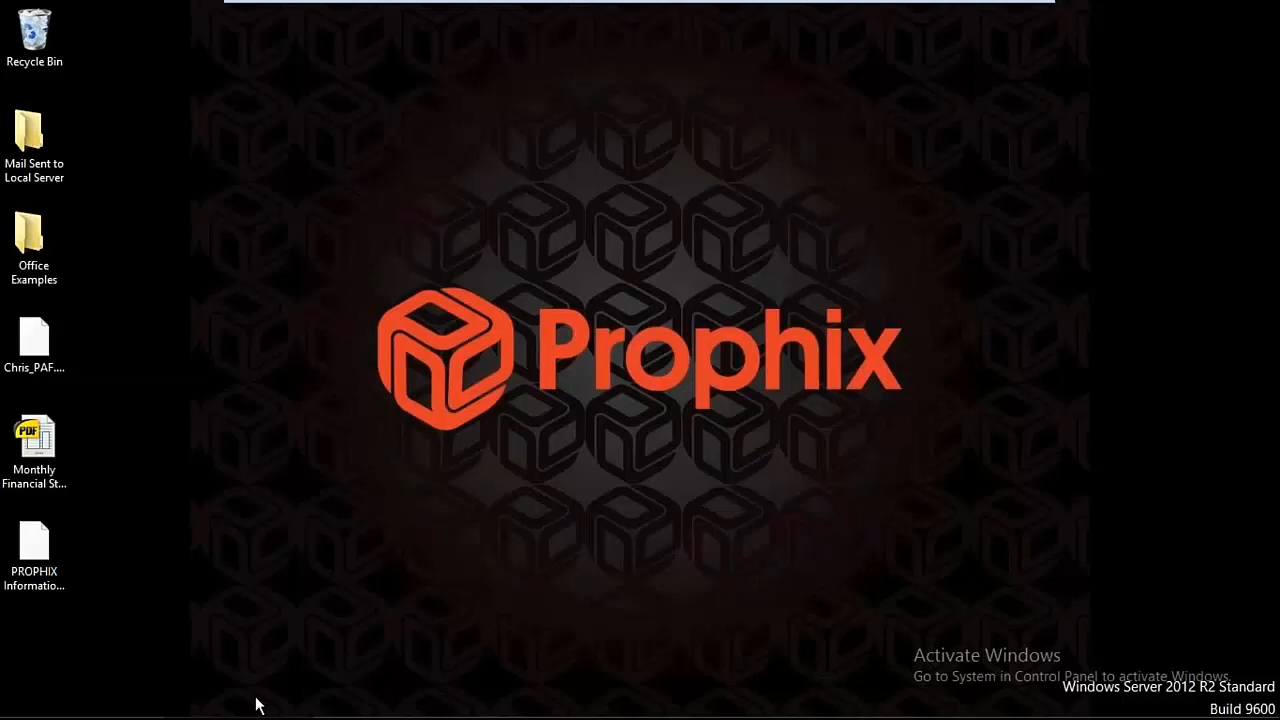 Recycle Bin
Mail Sent to
Local Server
Office
Examples
Chris_PAF....
PDF
Monthly
Financial St...
PROPHIX
Informatio...
Prophix
Activate Windows
Go to System in Control Panel to activate Windows.
Windows Server 2012 R2 Standard
Build 9600